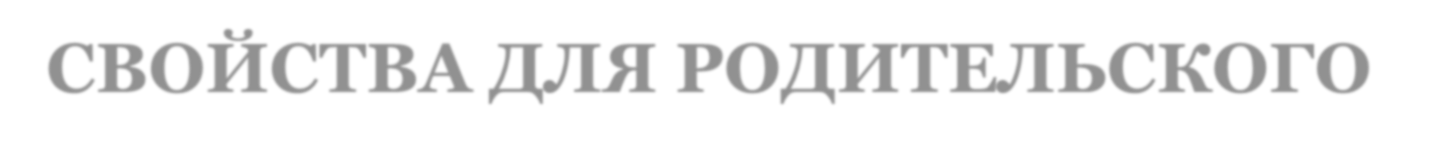 СВОЙСТВА ДЛЯ РОДИТЕЛЬСКОГО